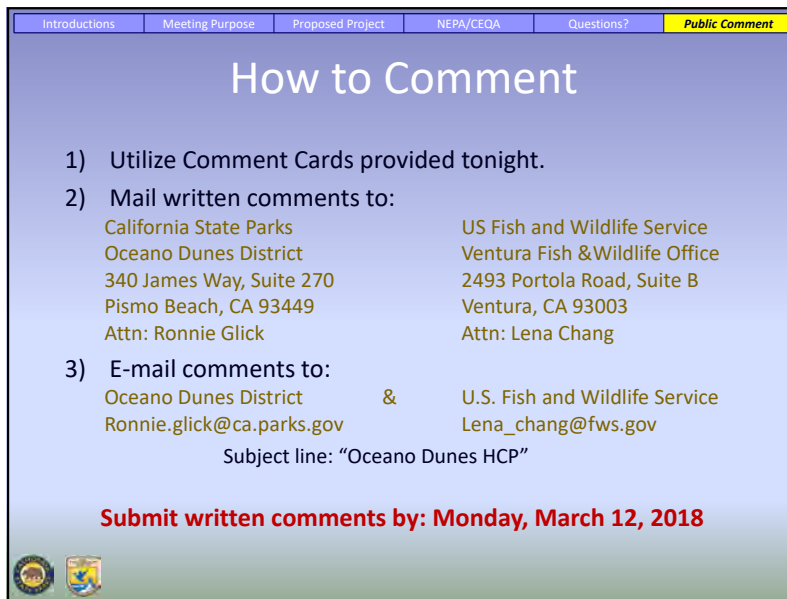 Introductions
Meeting Purpose
Proposed Project
NEPA/CEQA
Questions?
Public Comment
How to Comment
1) Utilize Comment Cards provided tonight.
2) Mail written comments to:
California State Parks
Oceano Dunes District
340 James Way, Suite 270
Pismo Beach, CA 93449
Attn: Ronnie Glick
US Fish and Wildlife Service
Ventura Fish &Wildlife Office
2493 Portola Road, Suite B
Ventura, CA 93003
Attn: Lena Chang
3) E-mail comments to:
Oceano Dunes District & U.S. Fish and Wildlife Service
Ronnie.glick@ca.parks.gov Lena_chang@fws.gov
Subject line: “Oceano Dunes HCP”
Submit written comments by: Monday, March 12, 2018